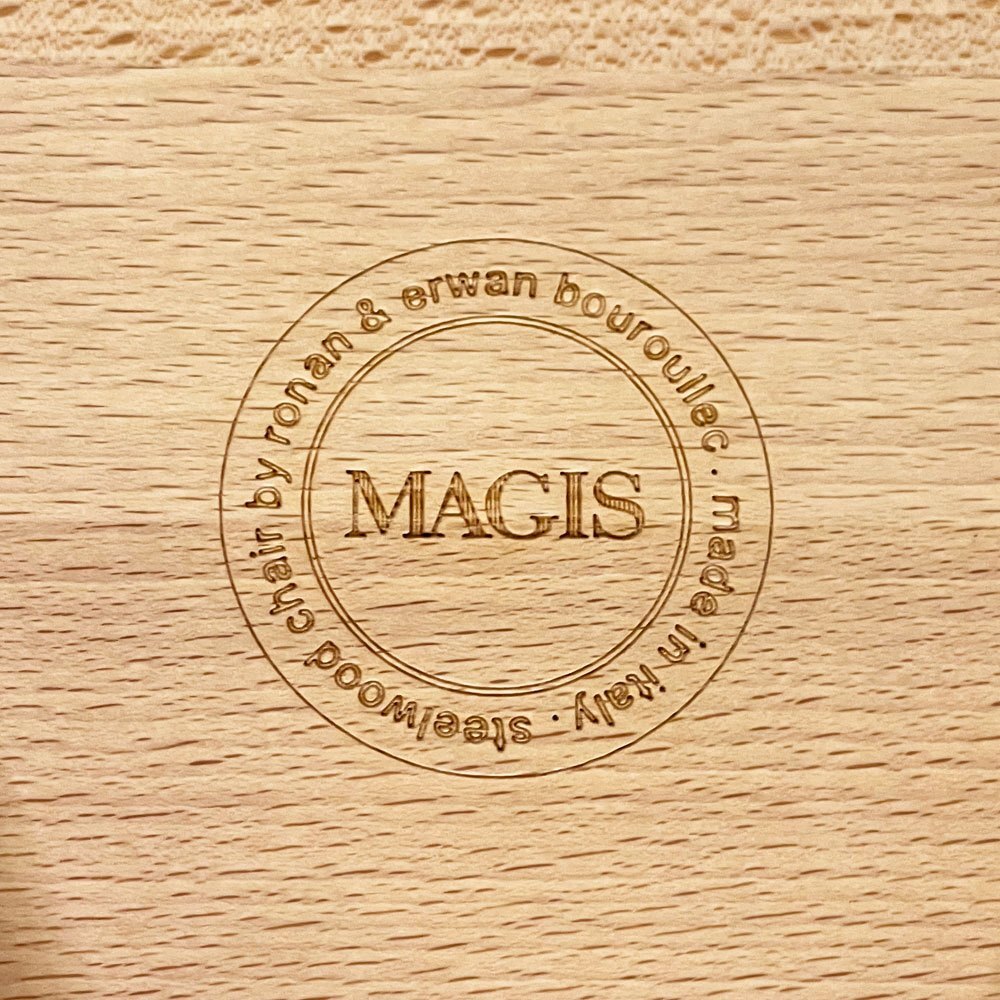 steelwood chair by ronan & erwan bouroullec · made in italy ·
MAGIS